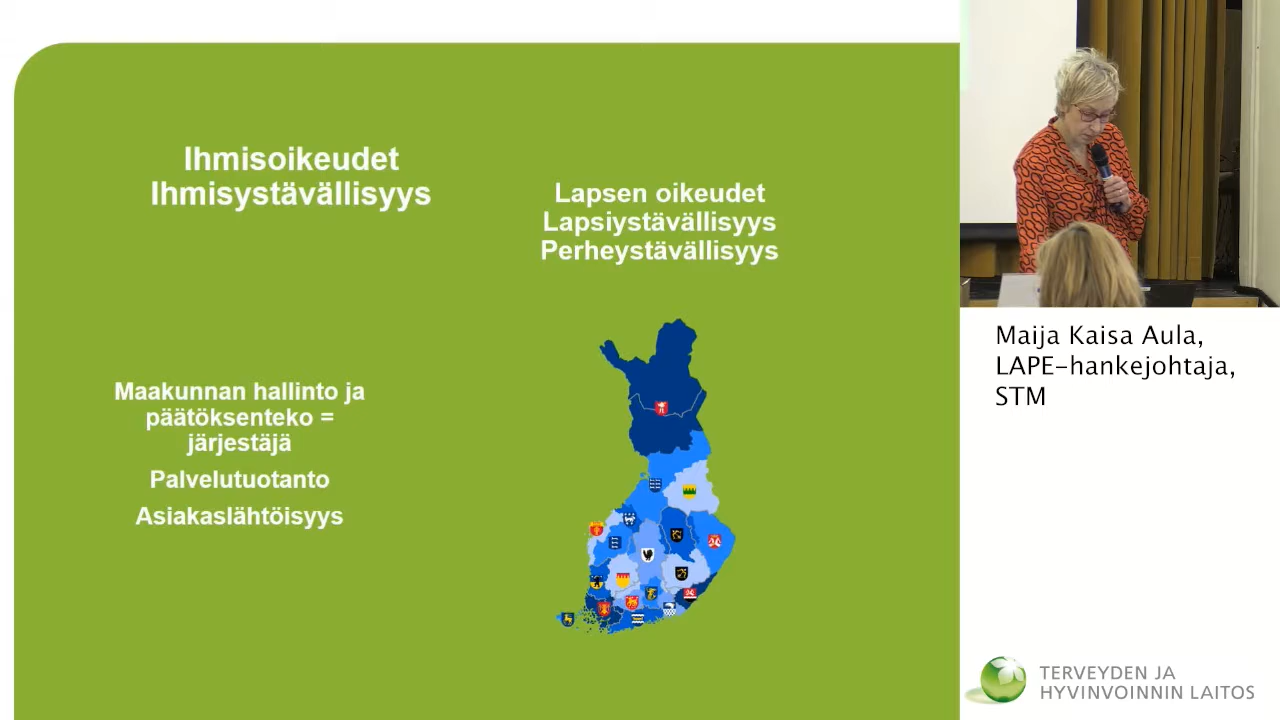 Ihmisoikeudet
Ihmisystävällisyys
Lapsen oikeudet
Lapsiystävällisyys
Perheystävällisyys
Maakunnan hallinto ja
päätöksenteko =
järjestäjä
Palvelutuotanto
Asiakaslähtöisyys
Maija Kaisa Aula,
LAPE-hankejohtaja,
STM
TERVEYDEN JA
HYVINVOINNIN LAITOS